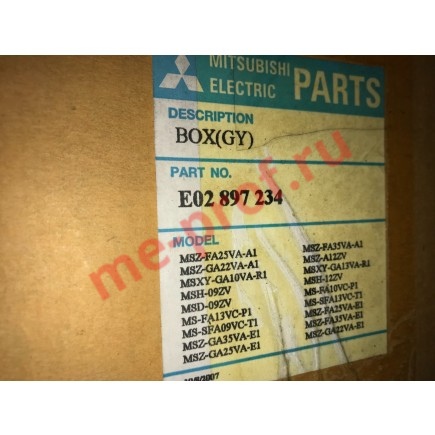 MITSUBISHI
ELECTRIC
PARTS
DESCRIPTION
BOX(GY)
PART NO.
E02 897 234
MODEL
MSZ-FA25VA-A1
MSZ-GA22VA-A1
MSXY-GA10VA-R1
MSH-09ZV
MSD-09ZV
MS-FA13VC-P1
MS-SFA09VC-T1
MSZ-GA35VA-E1
MSZ-GA25VA-E1
MSZ-FA35VA-A1
MSZ-A12ZV
MSXY-GA13VA-R1
MSH-12ZV
MS-FA10VC-P1
MS-SFA13VC-T1
MSZ-FA25VA-E1
MSZ-FA35VA-E1
MSZ-GA22VA-E1
me-prof.ru